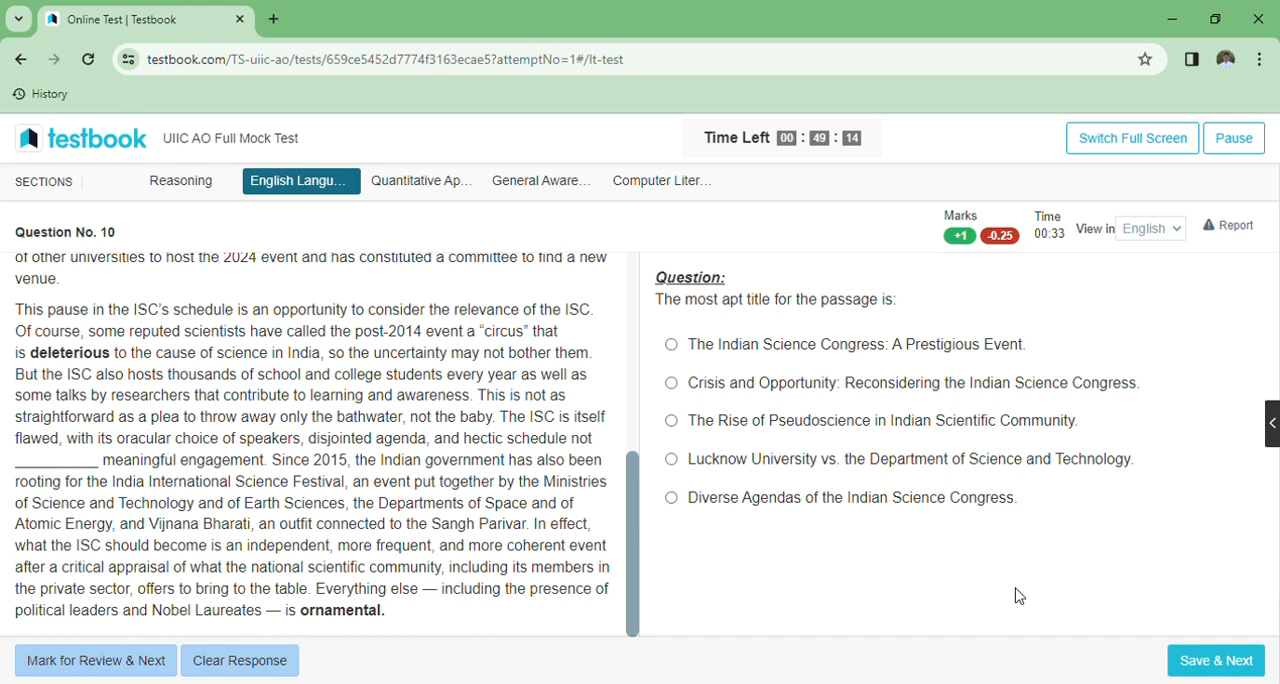 Online Test | Testbook
testbook.com/TS-uiic-ao/tests/659ce5452d7774f3163ecae5?attemptNo=1#/lt-test
History
testbook
UIIC AO Full Mock Test
Time Left 00 : 49 : 14
Switch Full Screen
Pause
SECTIONS
Reasoning
English Langu...
Quantitative Ap...
General Aware...
Computer Liter...
Question No. 10
Marks
+1
-0.25
Time
00:33
View in
English
Report
of other universities to host the 2024 event and has constituted a committee to find a new
venue.
This pause in the ISC's schedule is an opportunity to consider the relevance of the ISC.
Of course, some reputed scientists have called the post-2014 event a “circus” that
is deleterious to the cause of science in India, so the uncertainty may not bother them.
But the ISC also hosts thousands of school and college students every year as well as
some talks by researchers that contribute to learning and awareness. This is not as
straightforward as a plea to throw away only the bathwater, not the baby. The ISC is itself
flawed, with its oracular choice of speakers, disjointed agenda, and hectic schedule not
___________ meaningful engagement. Since 2015, the Indian government has also been
rooting for the India International Science Festival, an event put together by the Ministries
of Science and Technology and of Earth Sciences, the Departments of Space and of
Atomic Energy, and Vijnana Bharati, an outfit connected to the Sangh Parivar. In effect,
what the ISC should become is an independent, more frequent, and more coherent event
after a critical appraisal of what the national scientific community, including its members in
the private sector, offers to bring to the table. Everything else — including the presence of
political leaders and Nobel Laureates — is ornamental.
Question:
The most apt title for the passage is:
The Indian Science Congress: A Prestigious Event.
Crisis and Opportunity: Reconsidering the Indian Science Congress.
The Rise of Pseudoscience in Indian Scientific Community.
Lucknow University vs. the Department of Science and Technology.
Diverse Agendas of the Indian Science Congress.
Mark for Review & Next
Clear Response
Save & Next